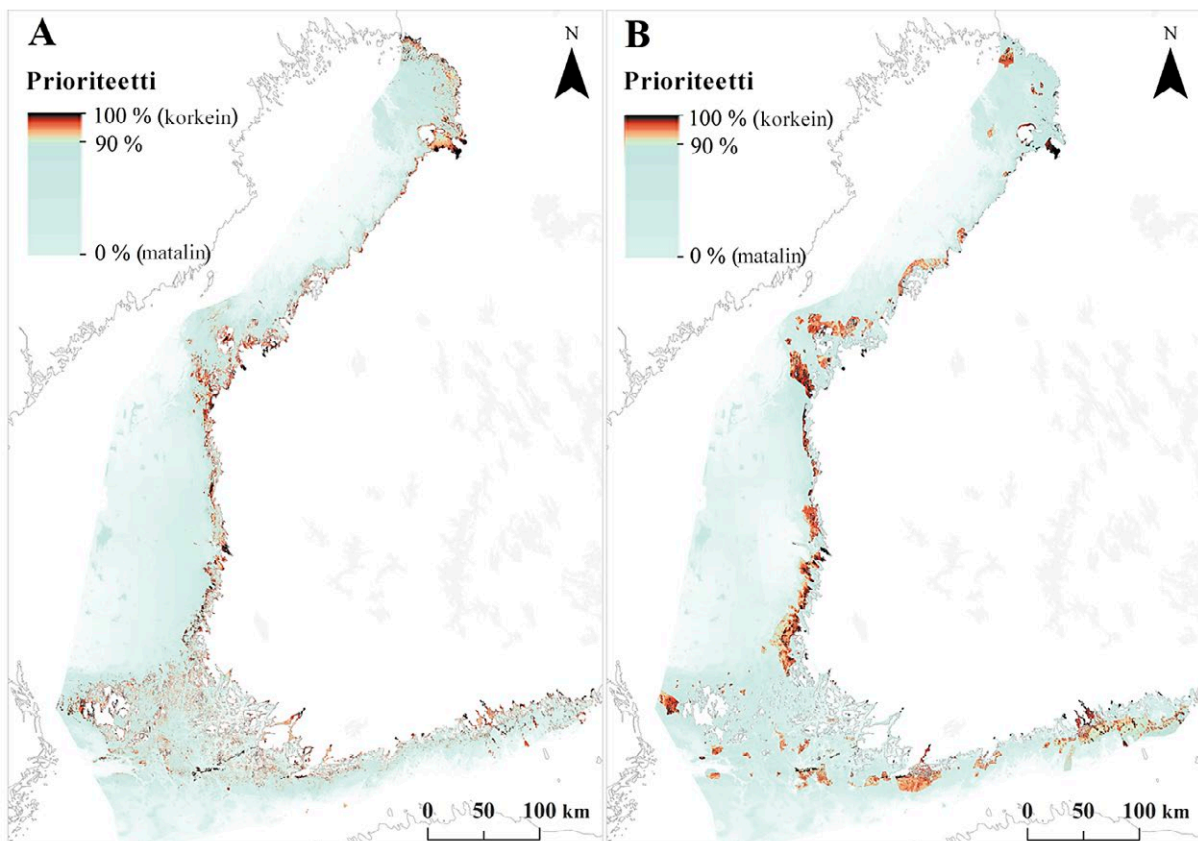 A
N
Prioriteetti
100 % (korkein)
90 %
0 % (matalin)
0 50 100 km
B
N
Prioriteetti
100 % (korkein)
90 %
0 % (matalin)
0 50 100 km